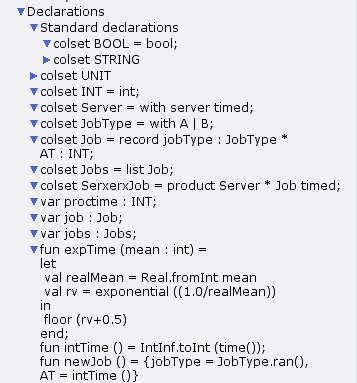 Declarations
Standard declarations
colset BOOL = bool;
colset STRING
colset UNIT
colset INT = int;
colset Server = with server timed;
colset JobType = with A | B;
colset Job = record jobType : JobType *
AT : INT;
colset Jobs = list Job;
colset SerxerxJob = product Server * Job timed;
var proctime : INT;
var job : Job;
var jobs : Jobs;
fun expTime (mean : int) =
let
val realMean = Real.fromInt mean
val rv = exponential ((1.0/realMean))
in
floor (rv+0.5)
end;
fun intTime () = IntInf.toInt (time());
fun newJob () = {jobType = JobType.ran(),
AT = intTime ()}